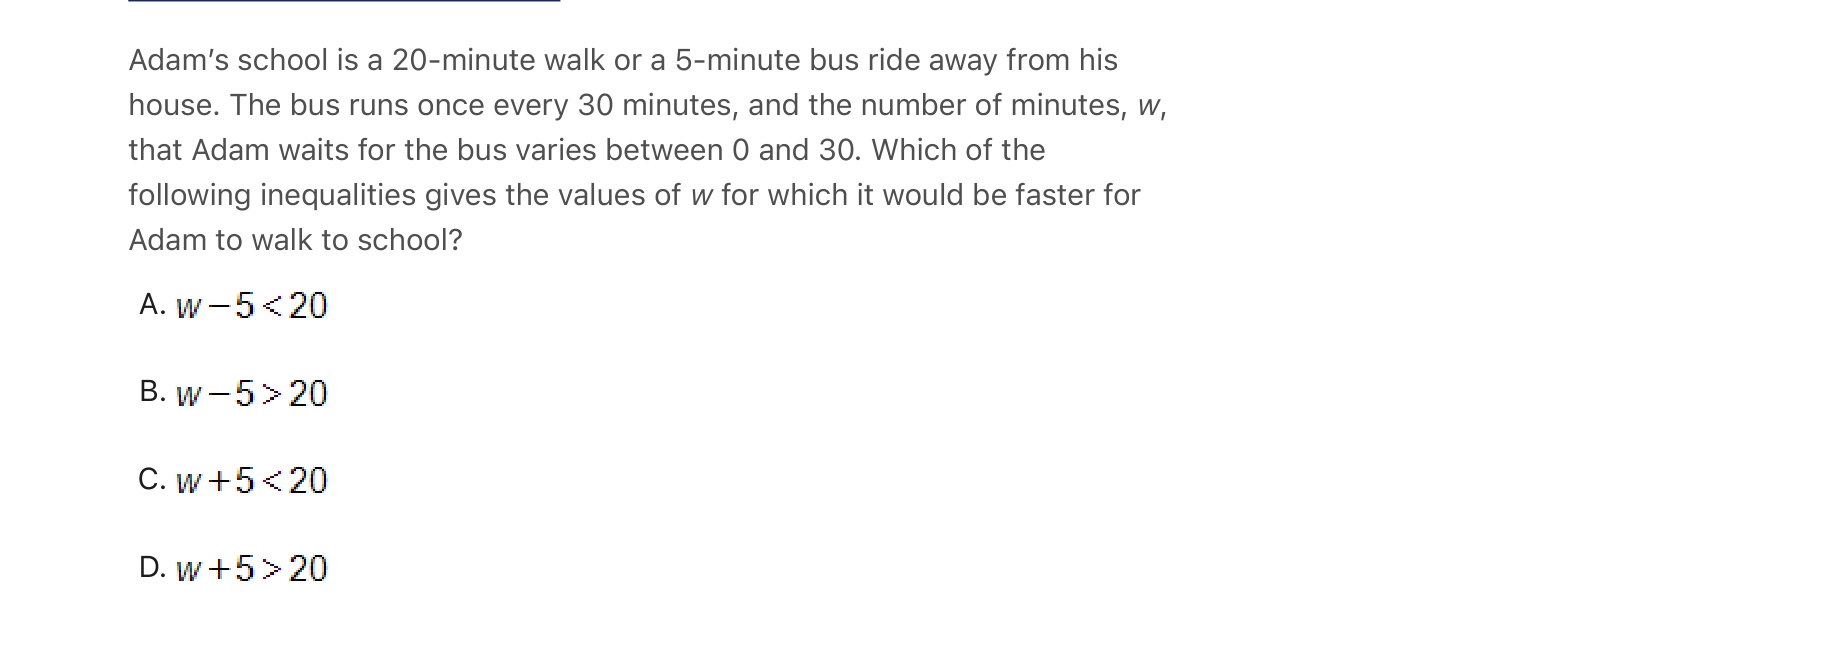 Adam's school is a 20-minute walk or a 5-minute bus ride away from his
house. The bus runs once every 30 minutes, and the number of minutes, w,
that Adam waits for the bus varies between 0 and 30. Which of the
following inequalities gives the values of w for which it would be faster for
Adam to walk to school?
A. w − 5 < 20
B. w − 5 > 20
C. w + 5 < 20
D. w + 5 > 20